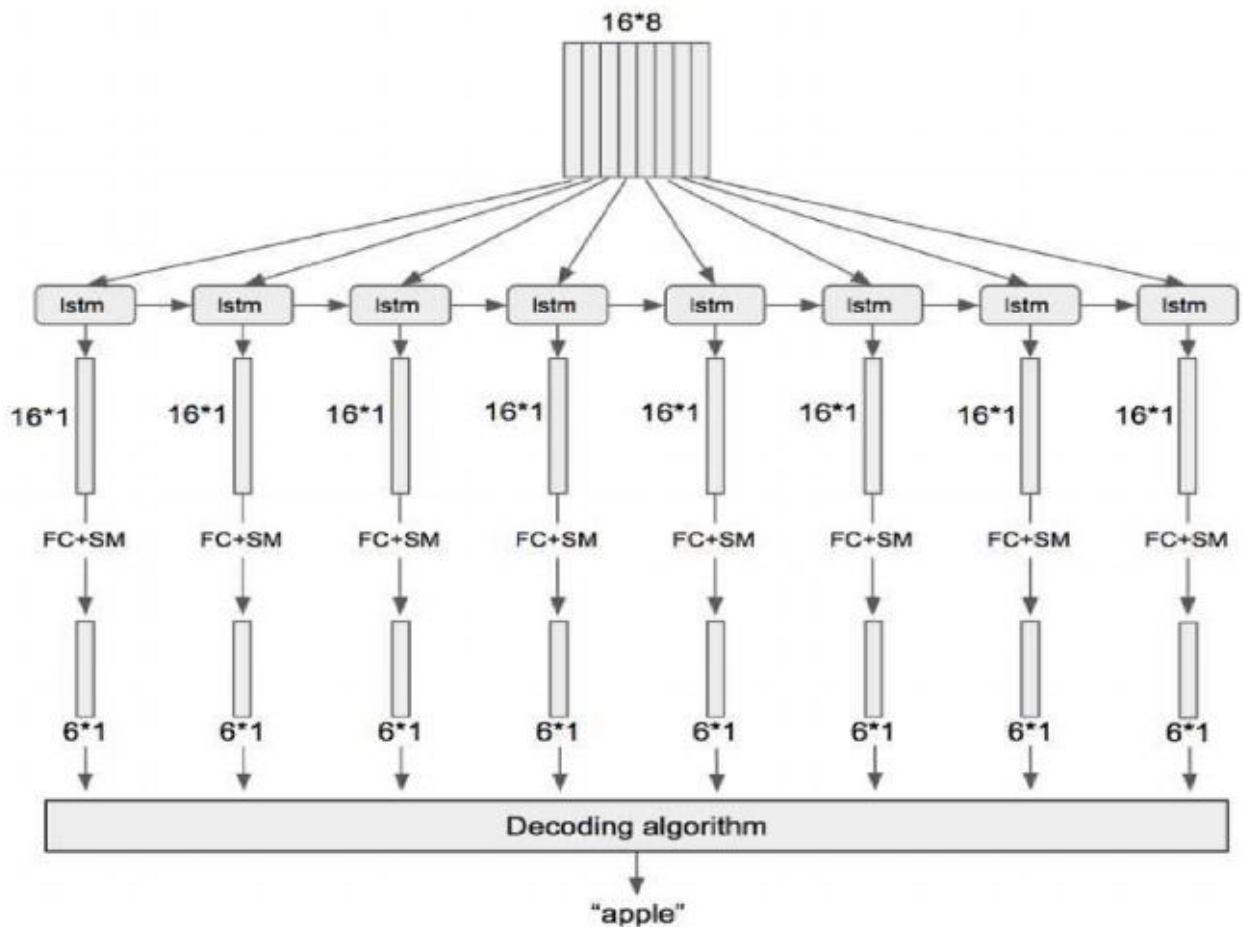 16*8
lstm lstm lstm lstm lstm lstm lstm lstm
16*1 16*1 16*1 16*1 16*1 16*1 16*1 16*1
FC+SM FC+SM FC+SM FC+SM FC+SM FC+SM FC+SM FC+SM
6*1 6*1 6*1 6*1 6*1 6*1 6*1 6*1
Decoding algorithm
“apple”